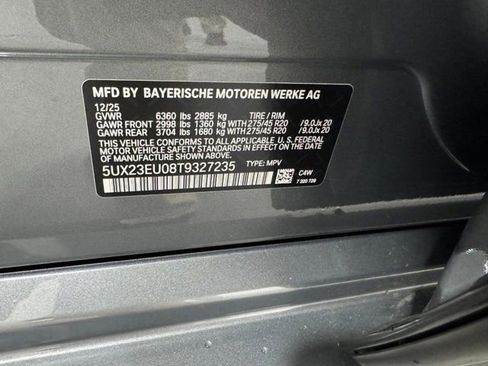 MFD BY BAYERISCHE MOTOREN WERKE AG
12/25
GVWR 6360 lbs 2885 kg TIRE / RIM
GAWR FRONT 2998 lbs 1360 kg WITH 275/45 R20 / 9.0Jx 20
GAWR REAR 3704 lbs 1680 kg WITH 275/45 R20 / 9.0Jx 20
THIS VEHICLE CONFORMS TO ALL APPLICABLE U.S. FEDERAL
MOTOR VEHICLE SAFETY STANDARDS IN EFFECT ON THE DATE OF
MANUFACTURE SHOWN ABOVE.
5UX23EU08T9327235 TYPE: MPV
C4W
7 320 728